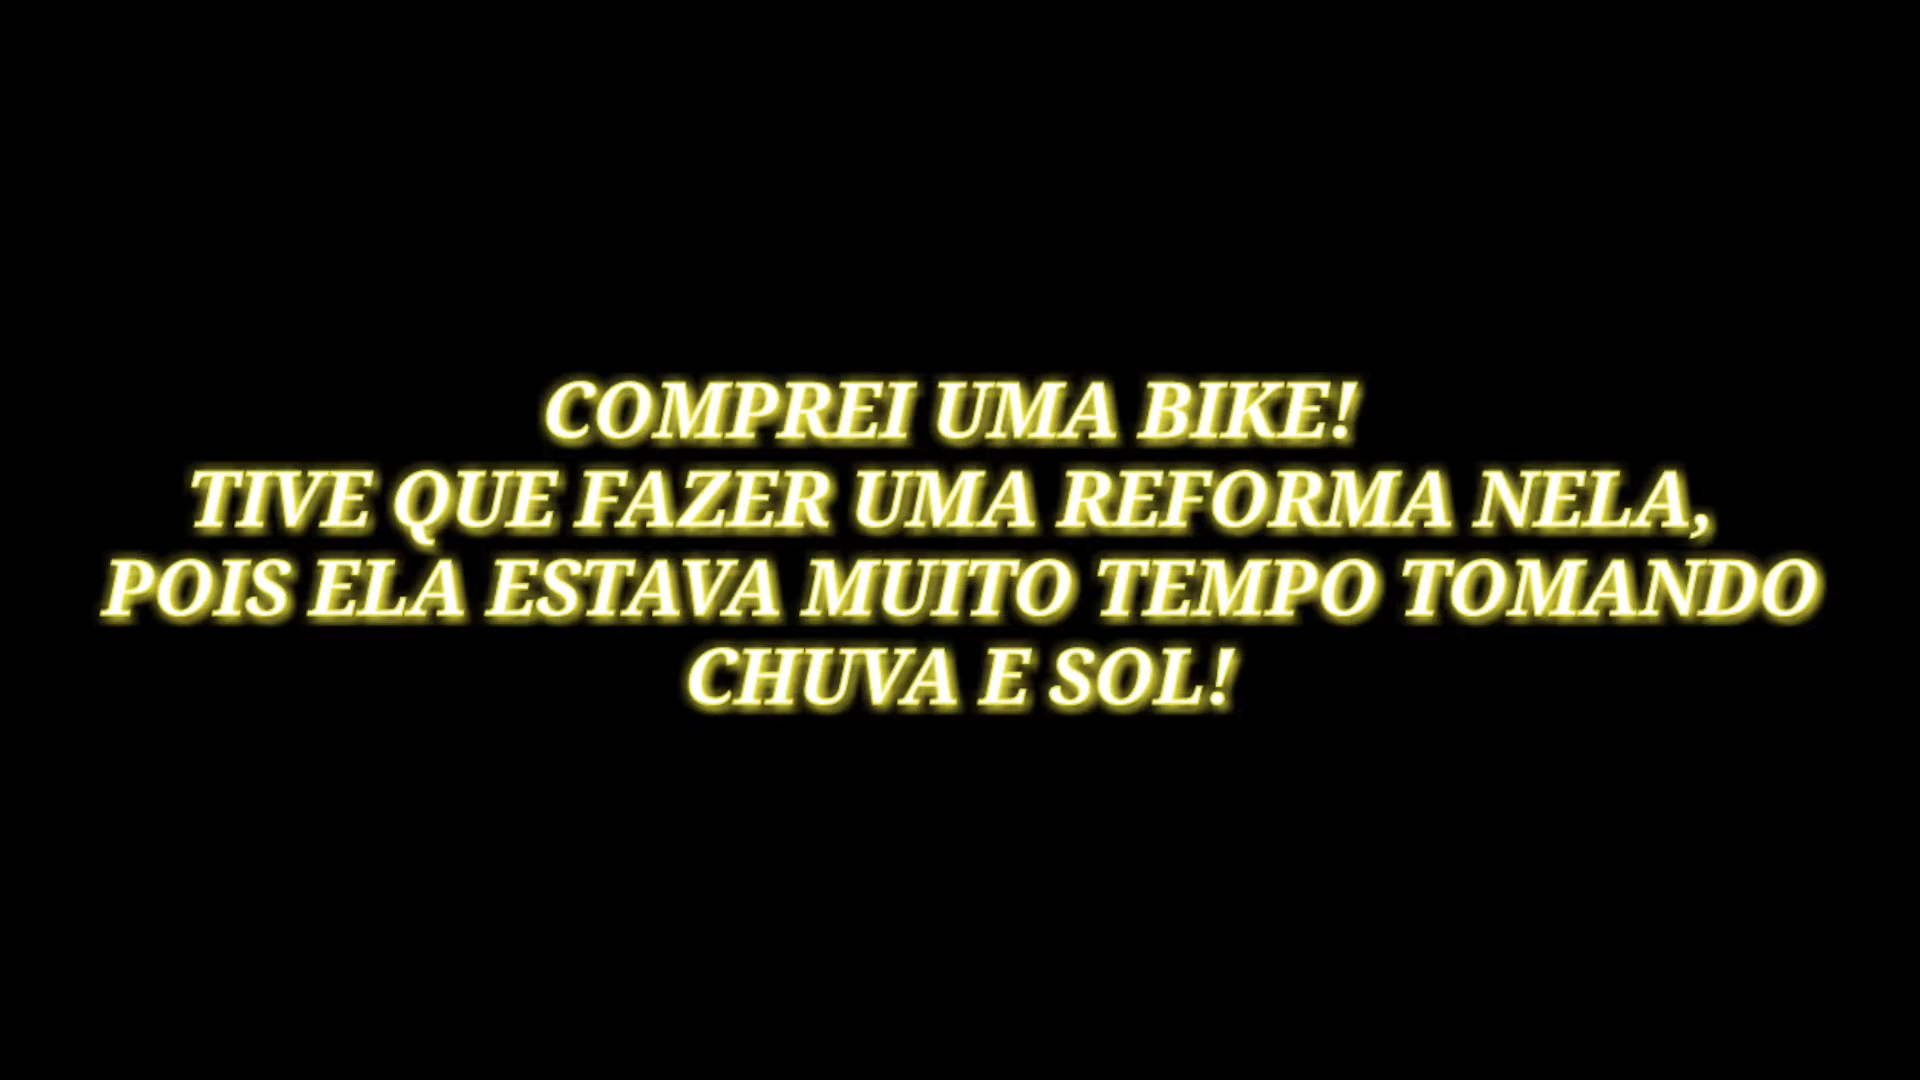 COMPREI UMA BIKE!
TIVE QUE FAZER UMA REFORMA NELA,
POIS ELA ESTAVA MUITO TEMPO TOMANDO
CHUVA E SOL!